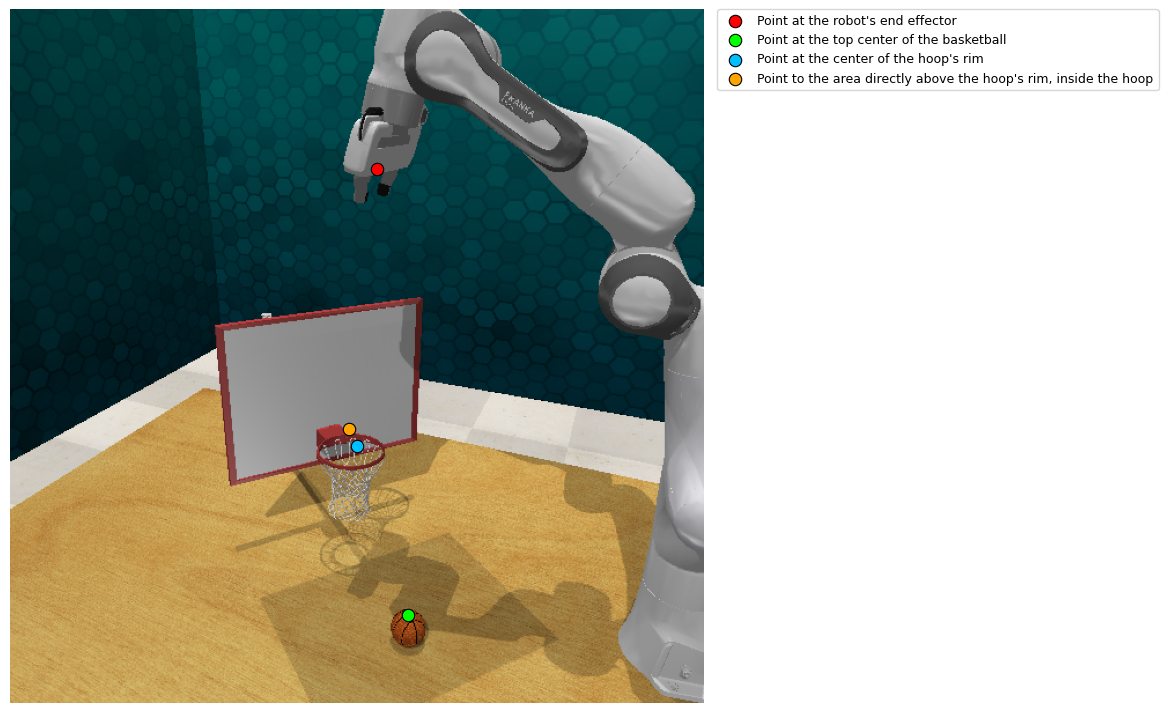 Point at the robot's end effector
Point at the top center of the basketball
Point at the center of the hoop's rim
Point to the area directly above the hoop's rim, inside the hoop
FRANKA